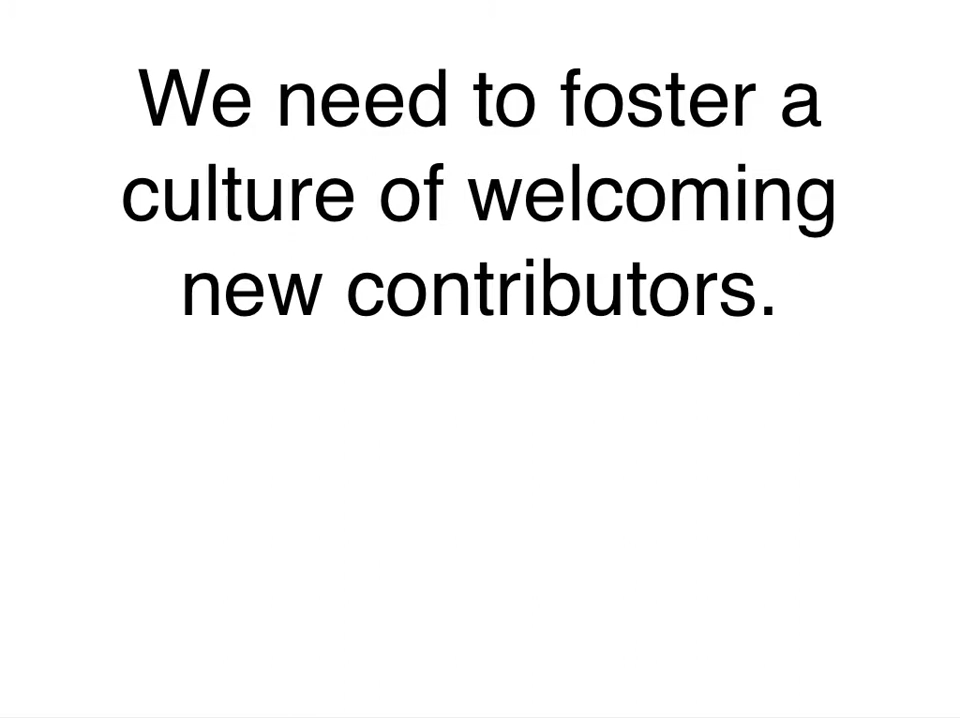 We need to foster a
culture of welcoming
new contributors.